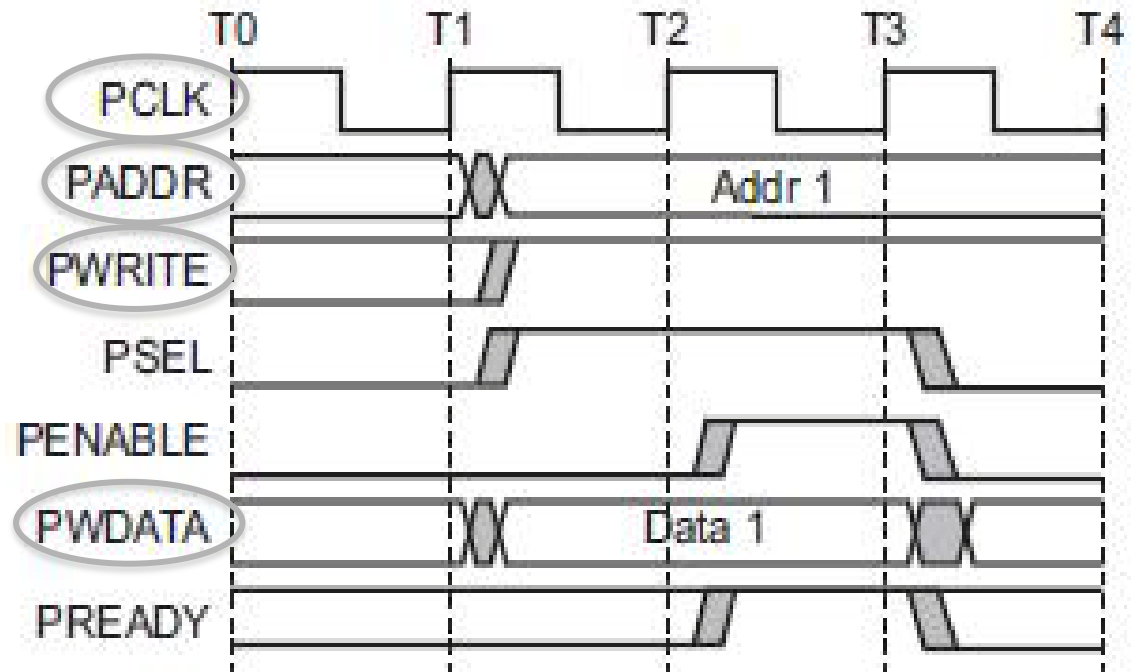 T0 T1 T2 T3 T4
PCLK
PADDR Addr 1
PWRITE
PSEL
PENABLE
PWDATA Data 1
PREADY